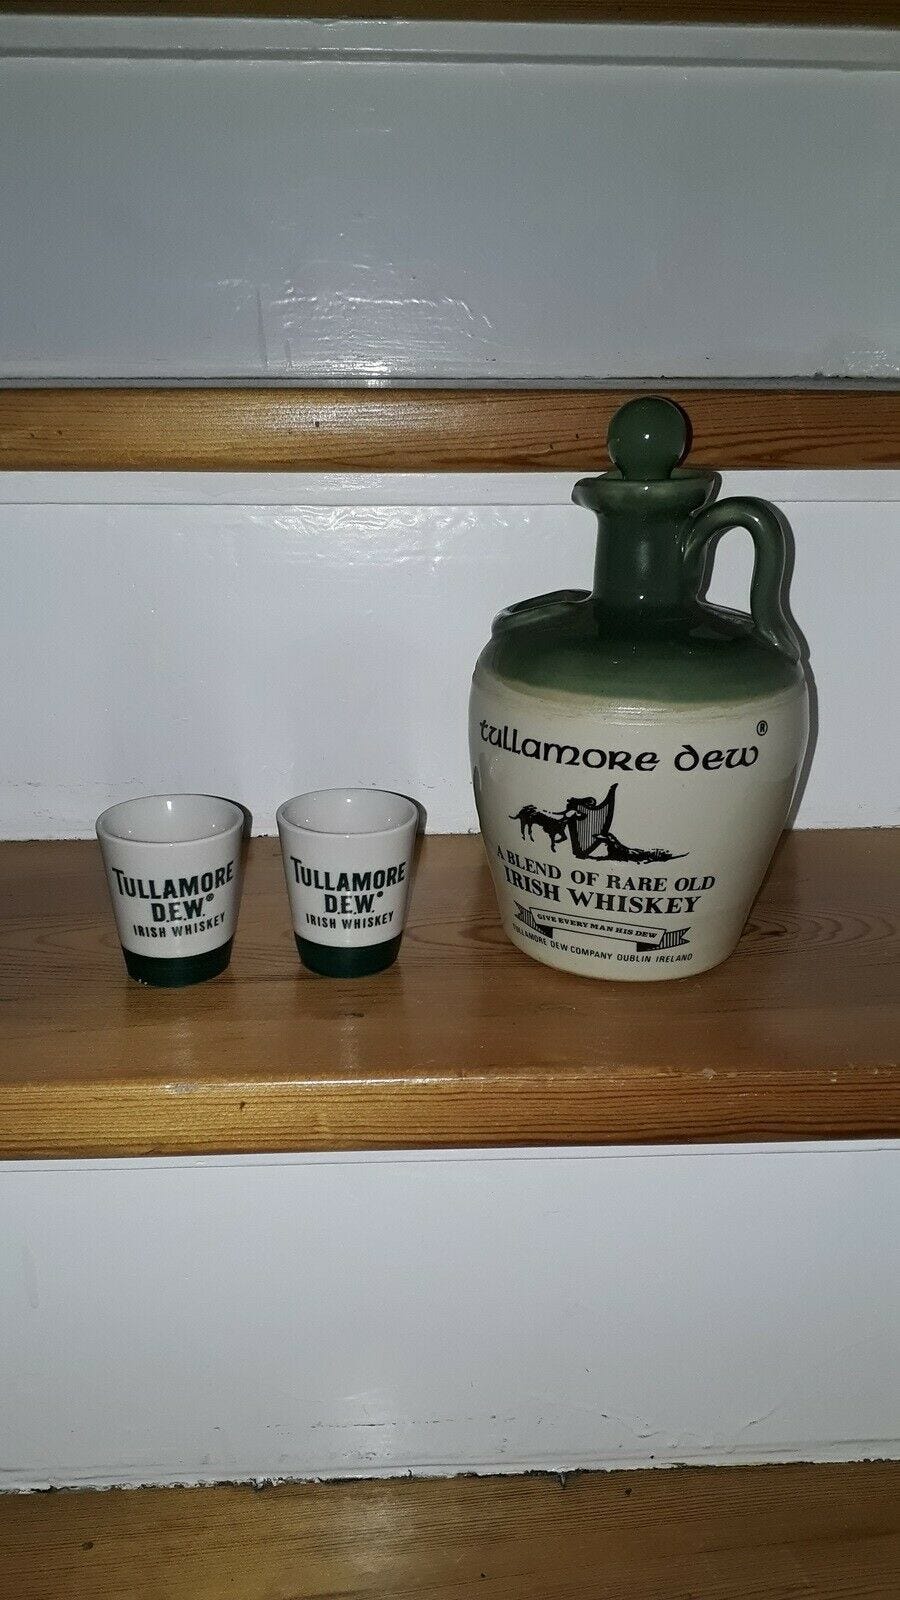 TULLAMORE
D.E.W.®
IRISH WHISKEY
TULLAMORE
D.E.W.®
IRISH WHISKEY
tullamore dew®
A BLEND OF RARE OLD
IRISH WHISKEY
GIVE EVERY MAN HIS DEW
TULLAMORE DEW COMPANY DUBLIN IRELAND